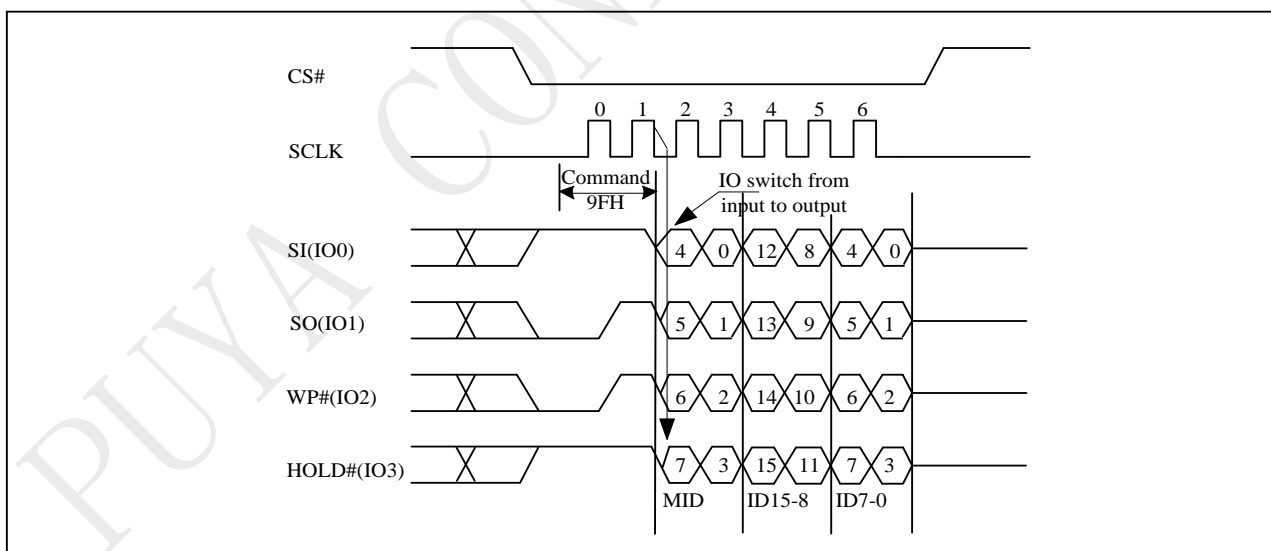 PUYA CON
CS#
0 1 2 3 4 5 6
SCLK
Command
9FH
IO switch from
input to output
SI(IO0)
4 0 12 8 4 0
SO(IO1)
5 1 13 9 5 1
WP#(IO2)
6 2 14 10 6 2
HOLD#(IO3)
7 3 15 11 7 3
MID ID15-8 ID7-0